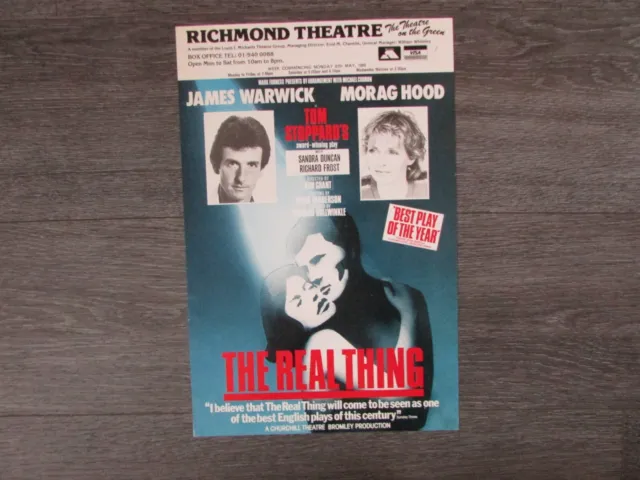 RICHMOND THEATRE The Theatre on the Green
BOX OFFICE TEL: 01-940 0088
Open Mon to Sat from 10am to 8pm.
VISA
JAMES WARWICK MORAG HOOD
TOM
STOPPARD'S
award-winning play
SANDRA DUNCAN
RICHARD FROST
GRANT
"BEST PLAY
OF THE YEAR"
THE REAL THING
"I believe that The Real Thing will come to be seen as one
of the best English plays of this century"
A CHURCHILL THEATRE BROMLEY PRODUCTION